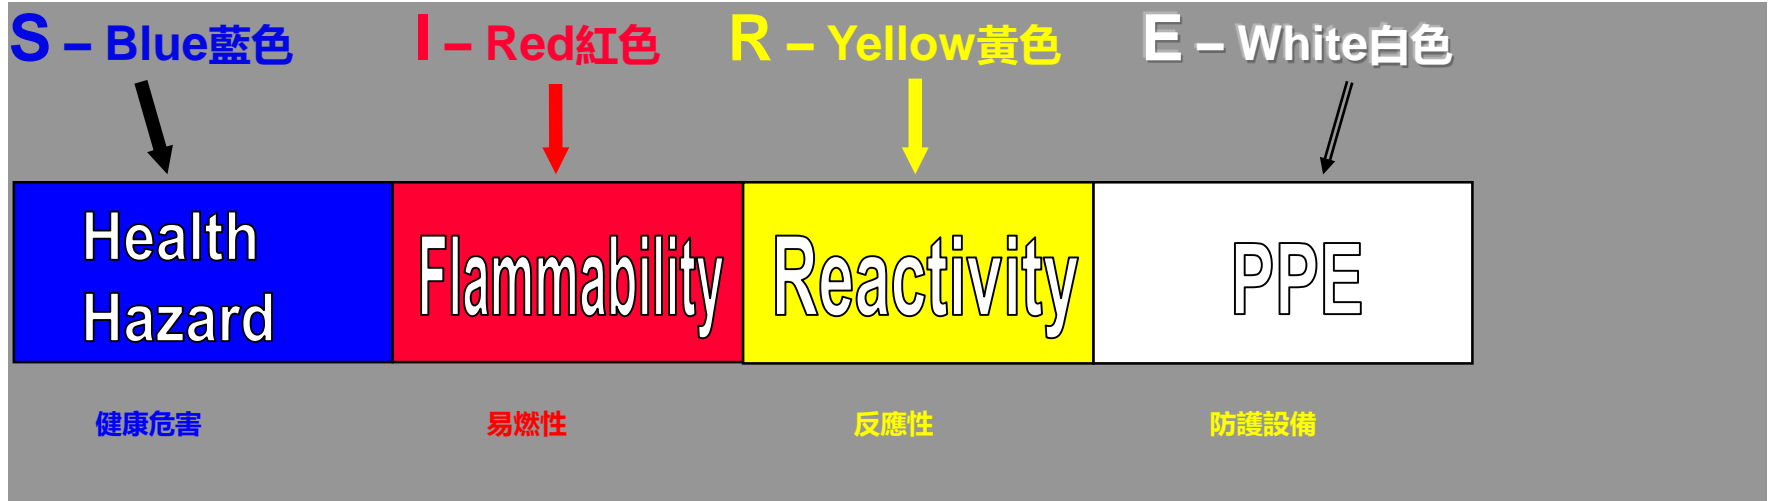 S – Blue藍色
I – Red紅色
R – Yellow黃色
E – White白色
Health
Hazard
Flammability
Reactivity
PPE
健康危害
易燃性
反應性
防護設備